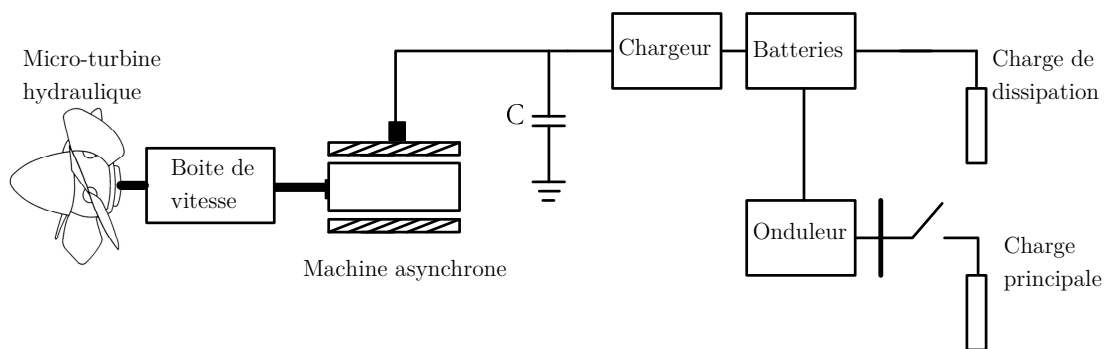 Micro-turbine
hydraulique
Boite de
vitesse
Machine asynchrone
C
Chargeur
Batteries
Charge de
dissipation
Onduleur
Charge
principale